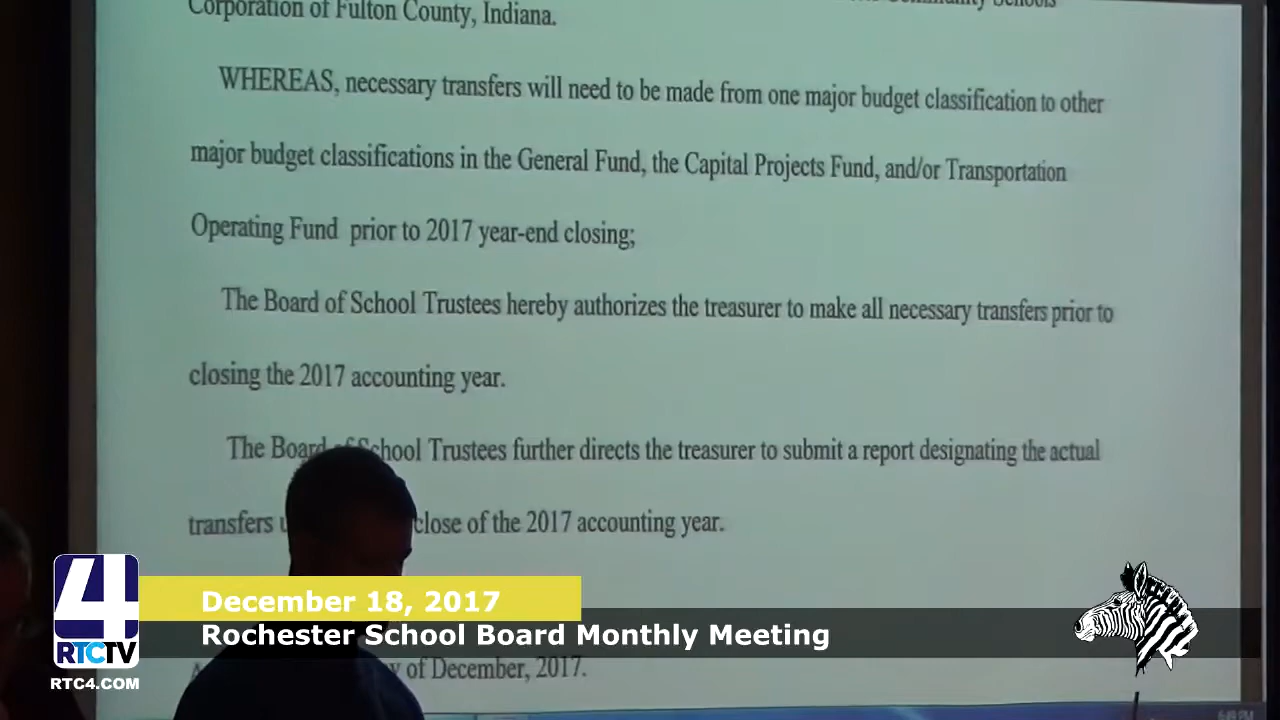 Community Schools
Corporation of Fulton County, Indiana.
WHEREAS, necessary transfers will need to be made from one major budget classification to other
major budget classifications in the General Fund, the Capital Projects Fund, and/or Transportation
Operating Fund prior to 2017 year-end closing;
The Board of School Trustees hereby authorizes the treasurer to make all necessary transfers prior to
closing the 2017 accounting year.
The Board of School Trustees further directs the treasurer to submit a report designating the actual
transfers close of the 2017 accounting year.
of December, 2017.
4
RTCTV
RTC4.COM
December 18, 2017
Rochester School Board Monthly Meeting